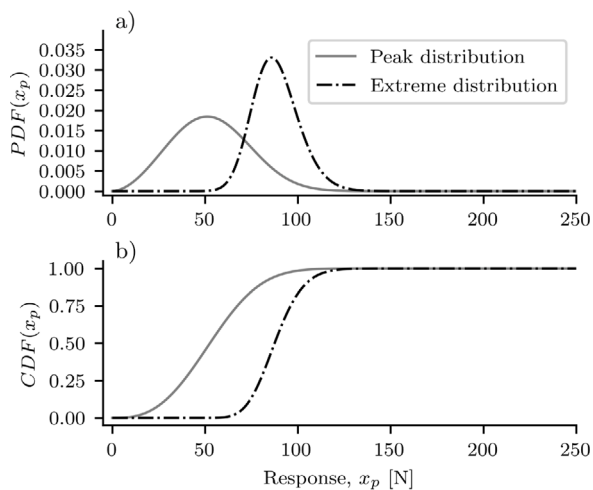 a)
PDF(x_p)
0.035
0.030
0.025
0.020
0.015
0.010
0.005
0.000
Peak distribution
Extreme distribution
0 50 100 150 200 250
b)
CDF(x_p)
1.00
0.75
0.50
0.25
0.00
0 50 100 150 200 250
Response, x_p [N]